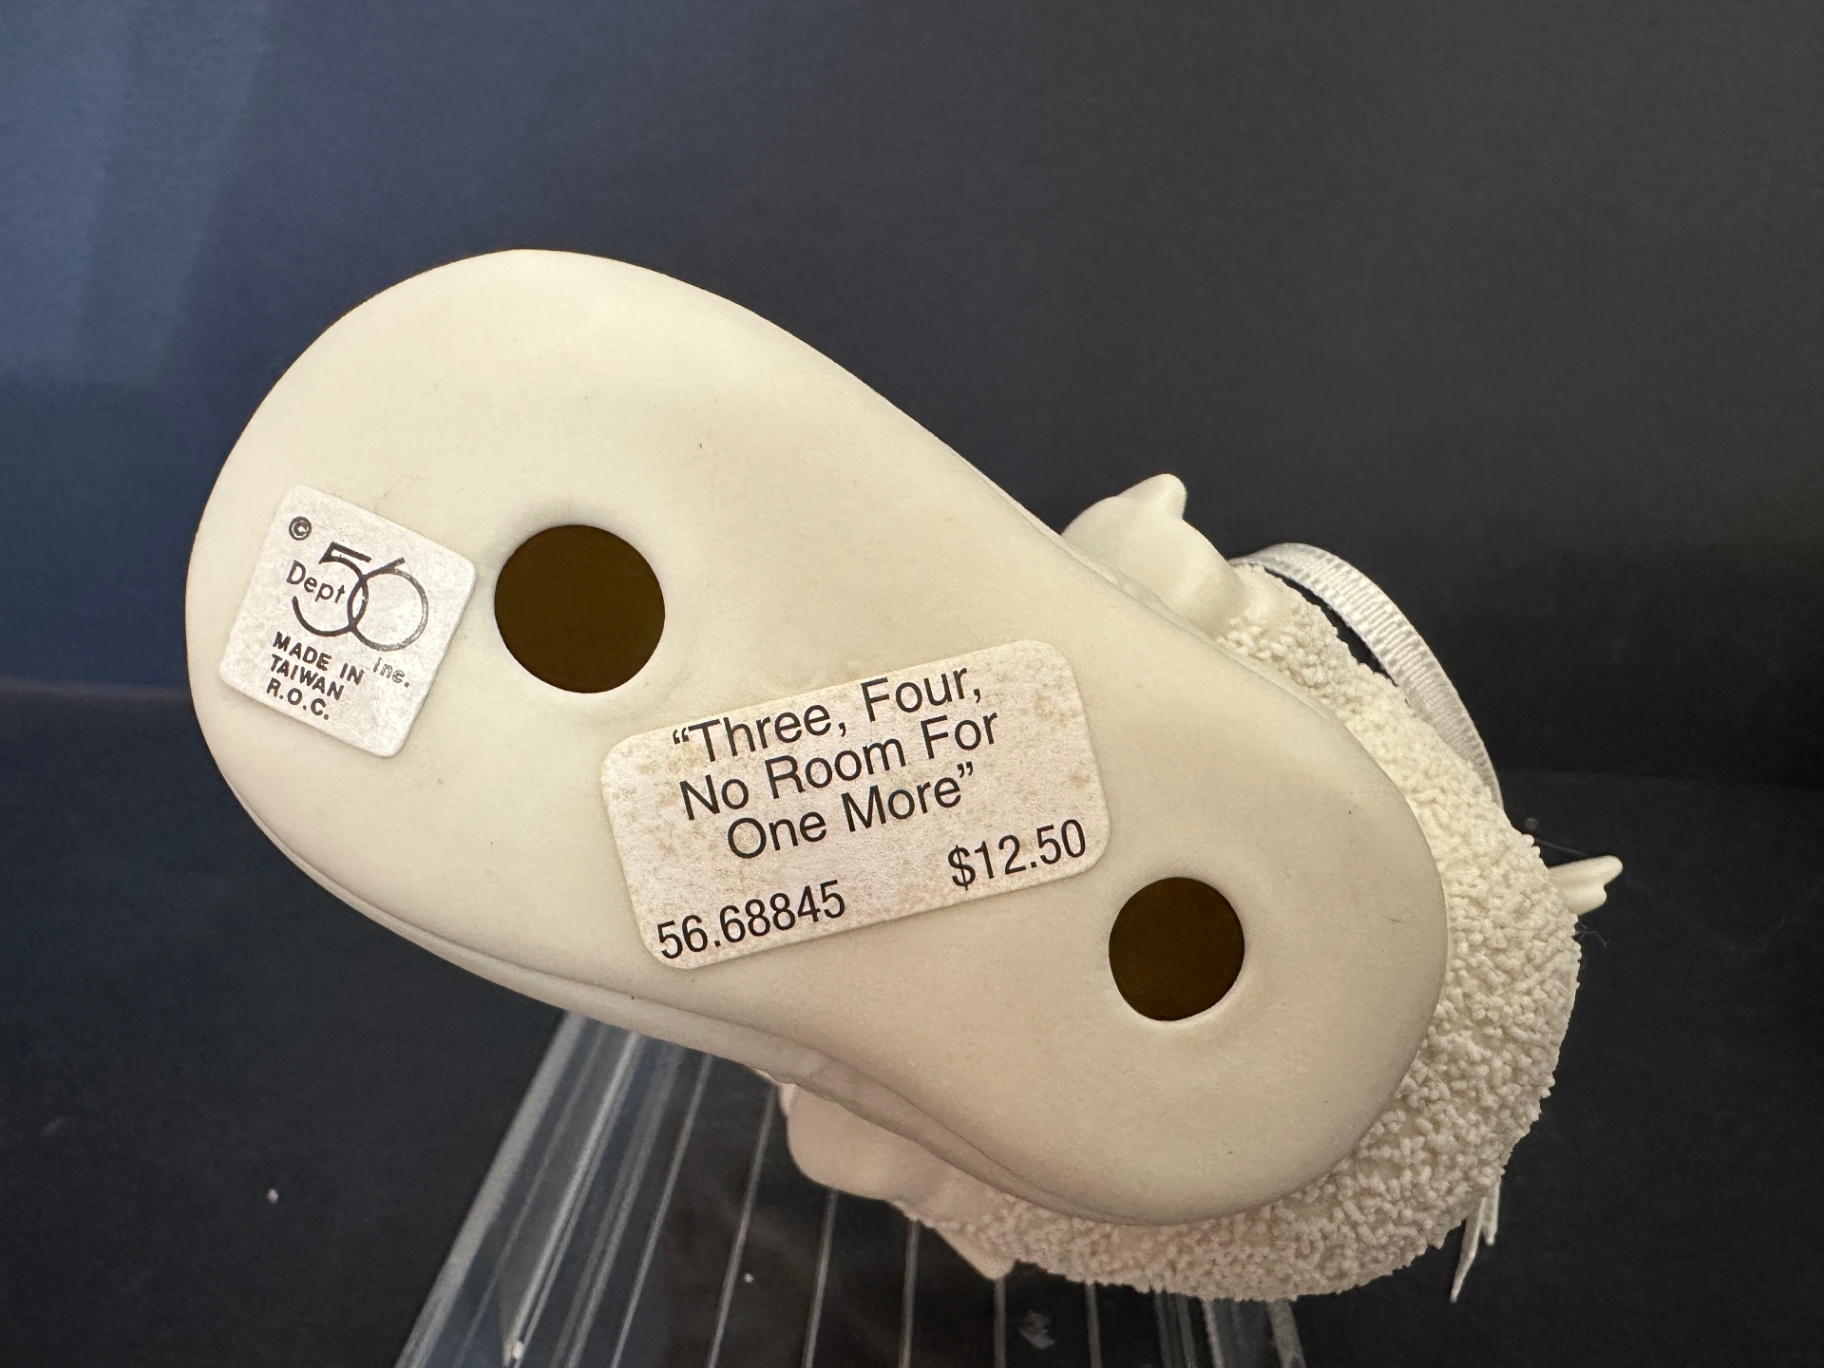 ©
Dept 56 inc.
MADE IN
TAIWAN
R.O.C.
“Three, Four,
No Room For
One More”
56.68845 $12.50